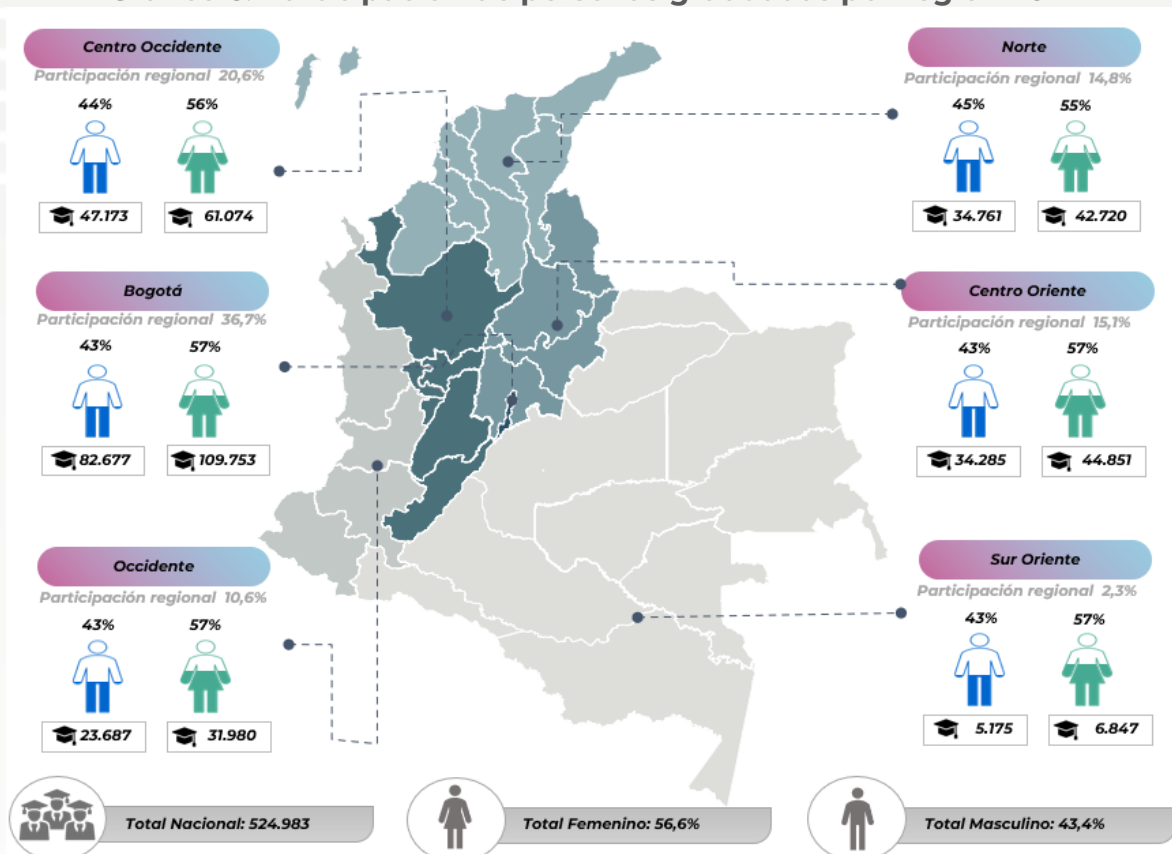 Centro Occidente
Participación regional 20,6%
44% 56%
47.173 61.074
Bogotá
Participación regional 36,7%
43% 57%
82.677 109.753
Occidente
Participación regional 10,6%
43% 57%
23.687 31.980
Norte
Participación regional 14,8%
45% 55%
34.761 42.720
Centro Oriente
Participación regional 15,1%
43% 57%
34.285 44.851
Sur Oriente
Participación regional 2,3%
43% 57%
5.175 6.847
Total Nacional: 524.983
Total Femenino: 56,6%
Total Masculino: 43,4%